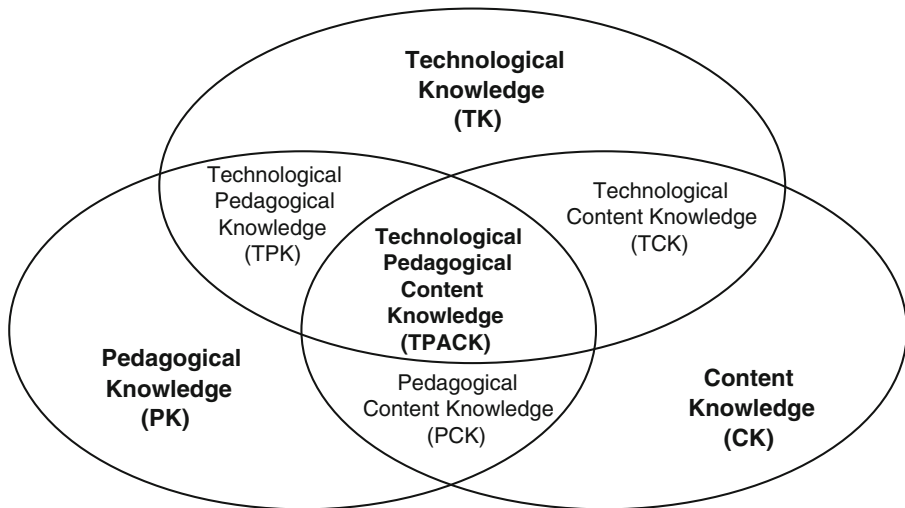 Technological
Knowledge
(TK)
Technological
Pedagogical
Knowledge
(TPK)
Technological
Content Knowledge
(TCK)
Technological
Pedagogical
Content
Knowledge
(TPACK)
Pedagogical
Knowledge
(PK)
Pedagogical
Content Knowledge
(PCK)
Content
Knowledge
(CK)